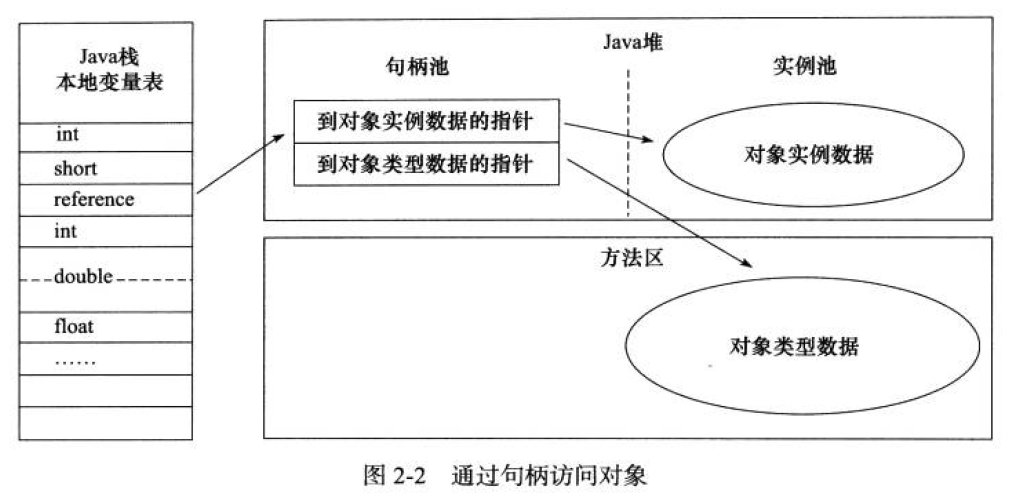 Java栈
本地变量表
int
short
reference
int
double
float
......
Java堆
句柄池
实例池
到对象实例数据的指针
到对象类型数据的指针
对象实例数据
方法区
对象类型数据
图 2-2 通过句柄访问对象